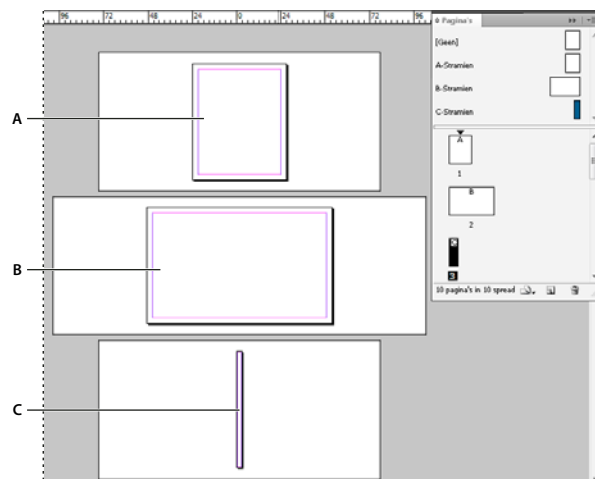 96 72 48 24 0 24 48 72 96
Pagina's
[Geen]
A-Stramien
B-Stramien
C-Stramien
A
1
B
2
C
3
10 pagina's in 10 spread
A
B
C